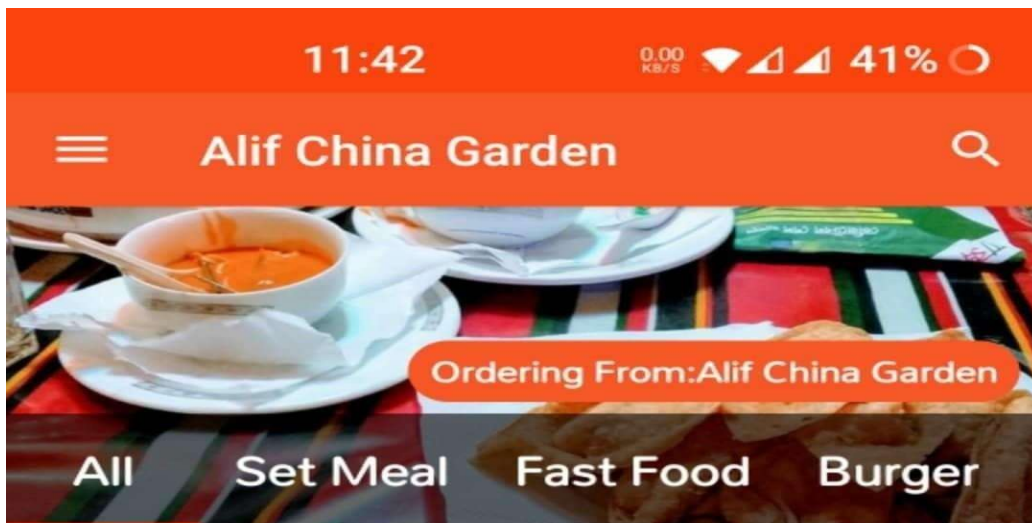 11:42 0.00 KB/S 41%
Alif China Garden
Ordering From:Alif China Garden
All Set Meal Fast Food Burger